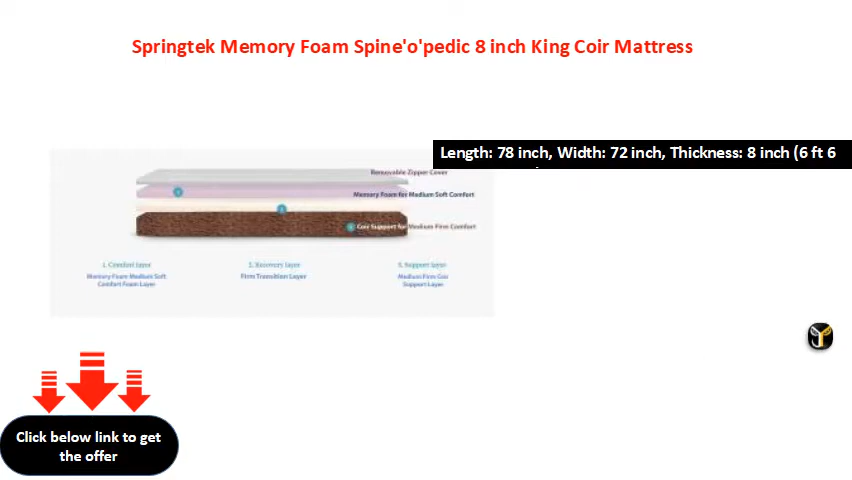 Springtek Memory Foam Spine'o'pedic 8 inch King Coir Mattress
Length: 78 inch, Width: 72 inch, Thickness: 8 inch (6 ft 6
Removable Zipper Cover
Memory Foam for Medium Soft Comfort
Coir Support for Medium Firm Comfort
1. Comfort layer
Memory Foam Medium Soft
Comfort Foam Layer
2. Recovery layer
Firm Transition Layer
3. Support layer
Medium Firm Coir
Support Layer
Click below link to get
the offer